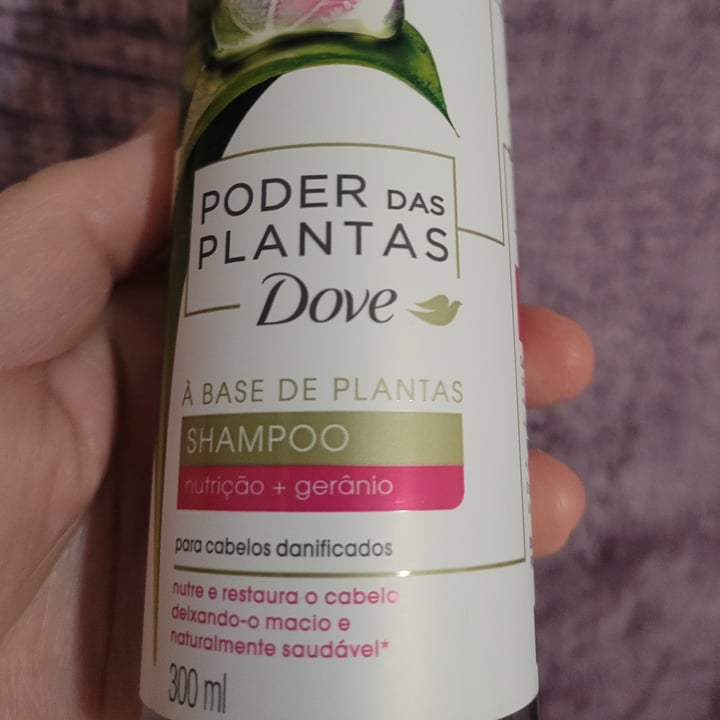 PODER DAS
PLANTAS
Dove
À BASE DE PLANTAS
SHAMPOO
nutrição + gerânio
para cabelos danificados
nutre e restaura o cabelo
deixando-o macio e
naturalmente saudável*
300 ml